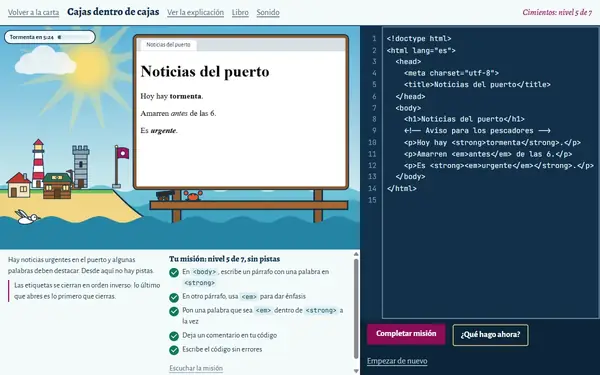 Volver a la carta Cajas dentro de cajas Ver la explicación Libro Sonido Cimientos: nivel 5 de 7
Tormenta en 5:24
Noticias del puerto
Noticias del puerto
Hoy hay tormenta.
Amarren antes de las 6.
Es urgente.
Hay noticias urgentes en el puerto y algunas
palabras deben destacar. Desde aquí no hay pistas.
Las etiquetas se cierran en orden inverso: lo último
que abres es lo primero que cierras.
Tu misión: nivel 5 de 7, sin pistas
En <body>, escribe un párrafo con una palabra en
<strong>
En otro párrafo, usa <em> para dar énfasis
Pon una palabra que sea <em> dentro de <strong> a
la vez
Deja un comentario en tu código
Escribe el código sin errores
Escuchar la misión
1 <!doctype html>
2 <html lang="es">
3 <head>
4 <meta charset="utf-8">
5 <title>Noticias del puerto</title>
6 </head>
7 <body>
8 <h1>Noticias del puerto</h1>
9 <!-- Aviso para los pescadores -->
10 <p>Hoy hay <strong>tormenta</strong>.</p>
11 <p>Amarren <em>antes</em> de las 6.</p>
12 <p>Es <strong><em>urgente</em></strong>.</p>
13 </body>
14 </html>
15
Completar misión ¿Qué hago ahora?
Empezar de nuevo